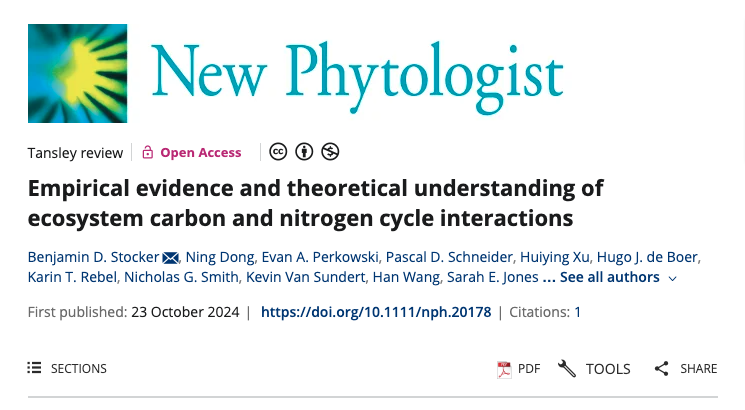 New Phytologist
Tansley review | Open Access | cc
Empirical evidence and theoretical understanding of
ecosystem carbon and nitrogen cycle interactions
Benjamin D. Stocker, Ning Dong, Evan A. Perkowski, Pascal D. Schneider, Huiying Xu, Hugo J. de Boer,
Karin T. Rebel, Nicholas G. Smith, Kevin Van Sundert, Han Wang, Sarah E. Jones ... See all authors
First published: 23 October 2024 | https://doi.org/10.1111/nph.20178 | Citations: 1
SECTIONS PDF TOOLS SHARE